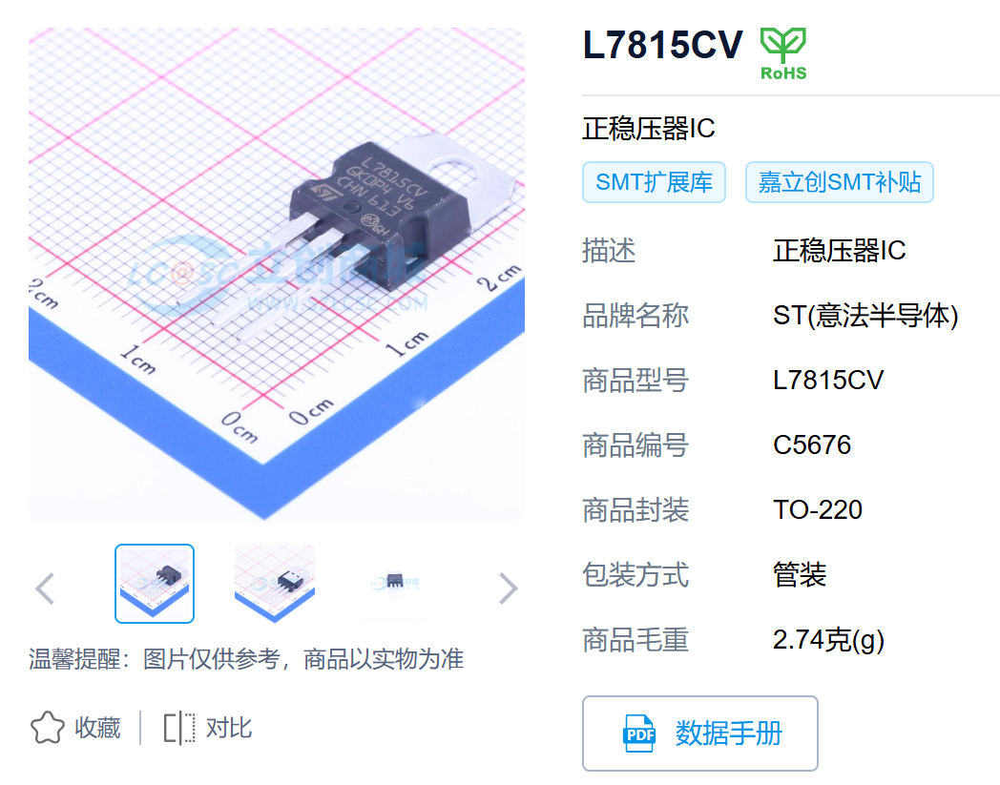 L7815CV
RoHS
正稳压器IC
SMT扩展库
嘉立创SMT补贴
描述
正稳压器IC
品牌名称
ST(意法半导体)
商品型号
L7815CV
商品编号
C5676
商品封装
TO-220
包装方式
管装
商品毛重
2.74克(g)
PDF
数据手册
L7815CV
GK0P4 V6
CHN 613
ST
GH
2cm
1cm
0cm
0cm
1cm
2cm
温馨提醒：图片仅供参考，商品以实物为准
收藏
对比